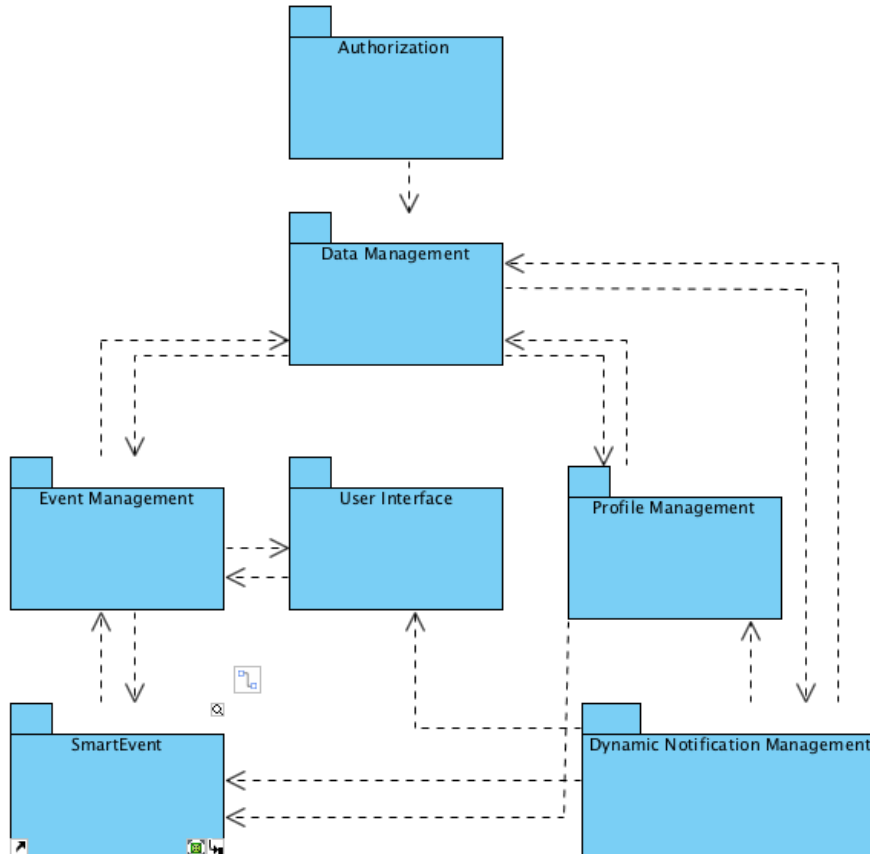 Authorization
Data Management
Event Management
User Interface
Profile Management
SmartEvent
Dynamic Notification Management